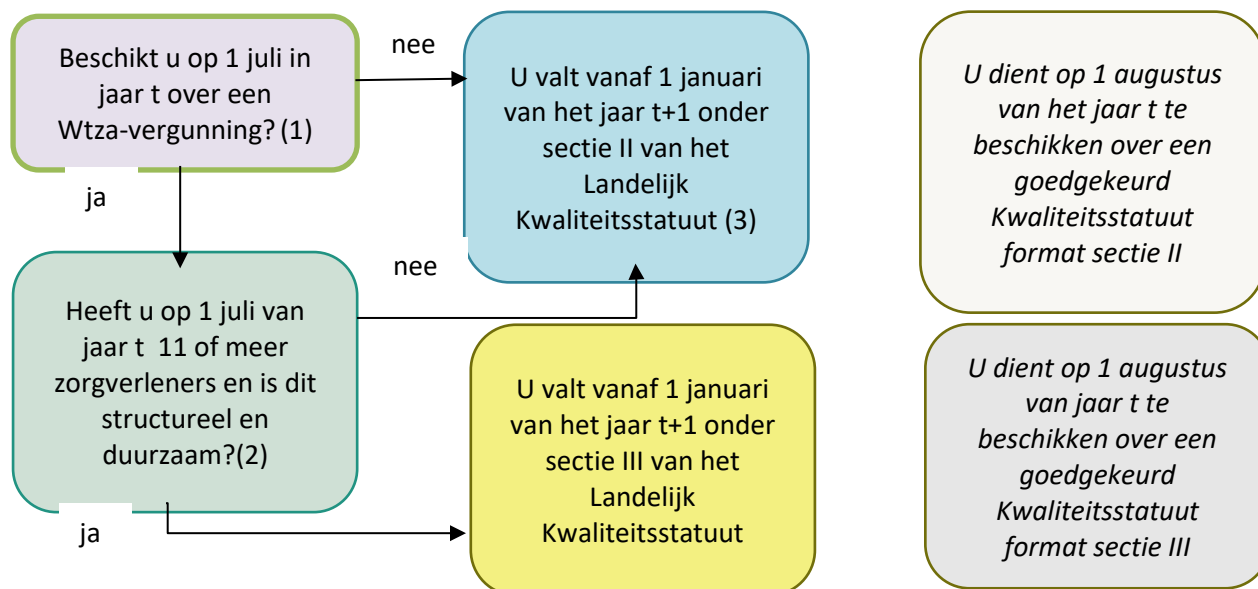 Beschikt u op 1 juli in
jaar t over een
Wtza-vergunning? (1)
nee
U valt vanaf 1 januari
van het jaar t+1 onder
sectie II van het
Landelijk
Kwaliteitsstatuut (3)
U dient op 1 augustus
van het jaar t te
beschikken over een
goedgekeurd
Kwaliteitsstatuut
format sectie II
ja
nee
Heeft u op 1 juli van
jaar t 11 of meer
zorgverleners en is dit
structureel en
duurzaam?(2)
U valt vanaf 1 januari
van het jaar t+1 onder
sectie III van het
Landelijk
Kwaliteitsstatuut
U dient op 1 augustus
van jaar t te
beschikken over een
goedgekeurd
Kwaliteitsstatuut
format sectie III
ja